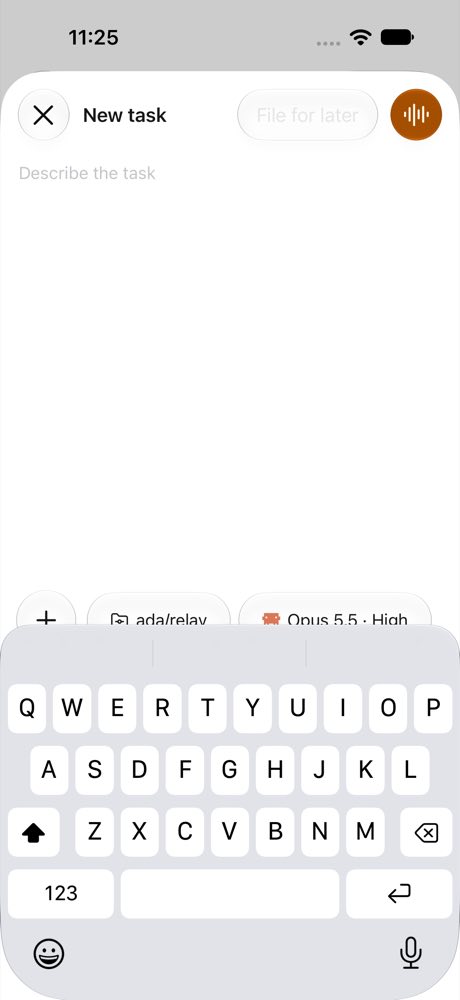 11:25
New task
File for later
Describe the task
ada/relay
Opus 5.5 · High
Q W E R T Y U I O P
A S D F G H J K L
Z X C V B N M
123